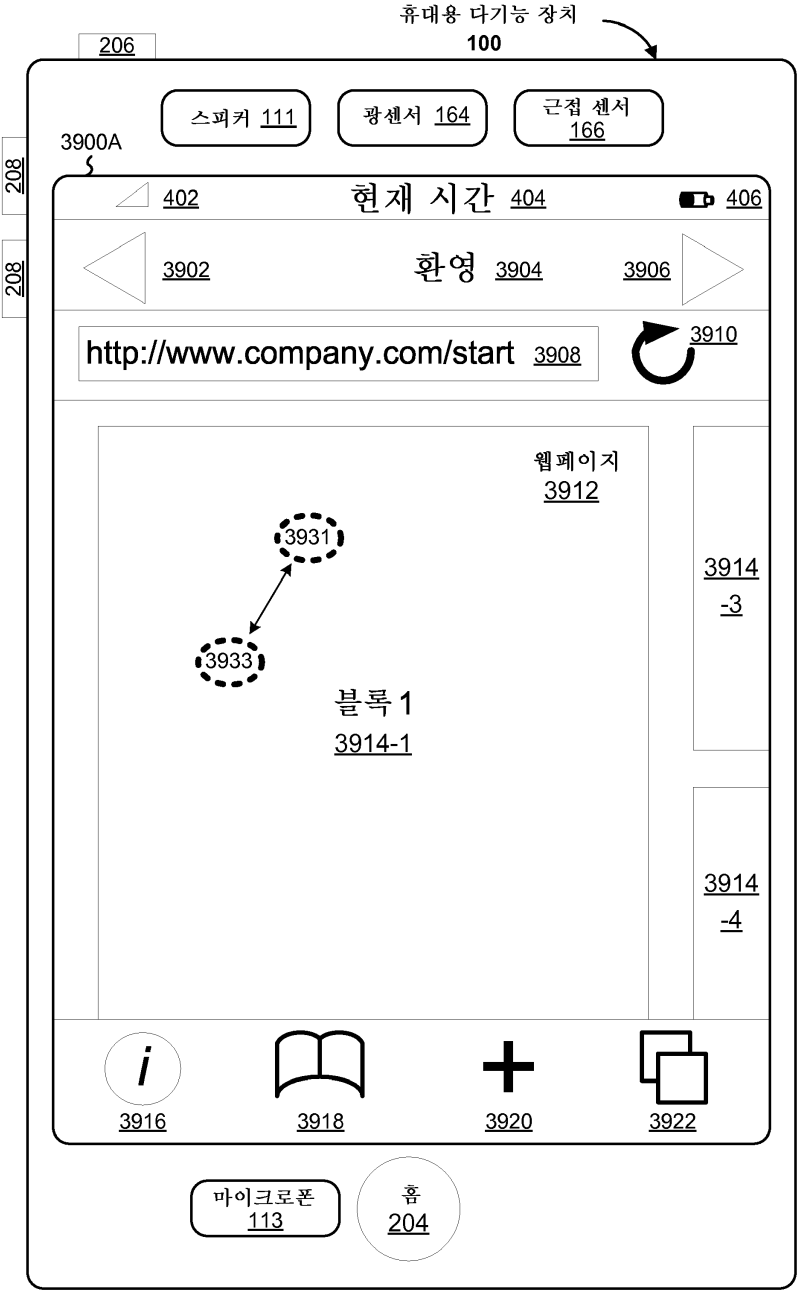 휴대용 다기능 장치
100
206
스피커 111
광센서 164
근접 센서
166
3900A
208
402
현재 시간 404
406
208
3902
환영 3904
3906
http://www.company.com/start 3908
3910
웹페이지
3912
3931
3914
-3
3933
블록 1
3914-1
3914
-4
i
3916
3918
3920
3922
마이크로폰
113
홈
204